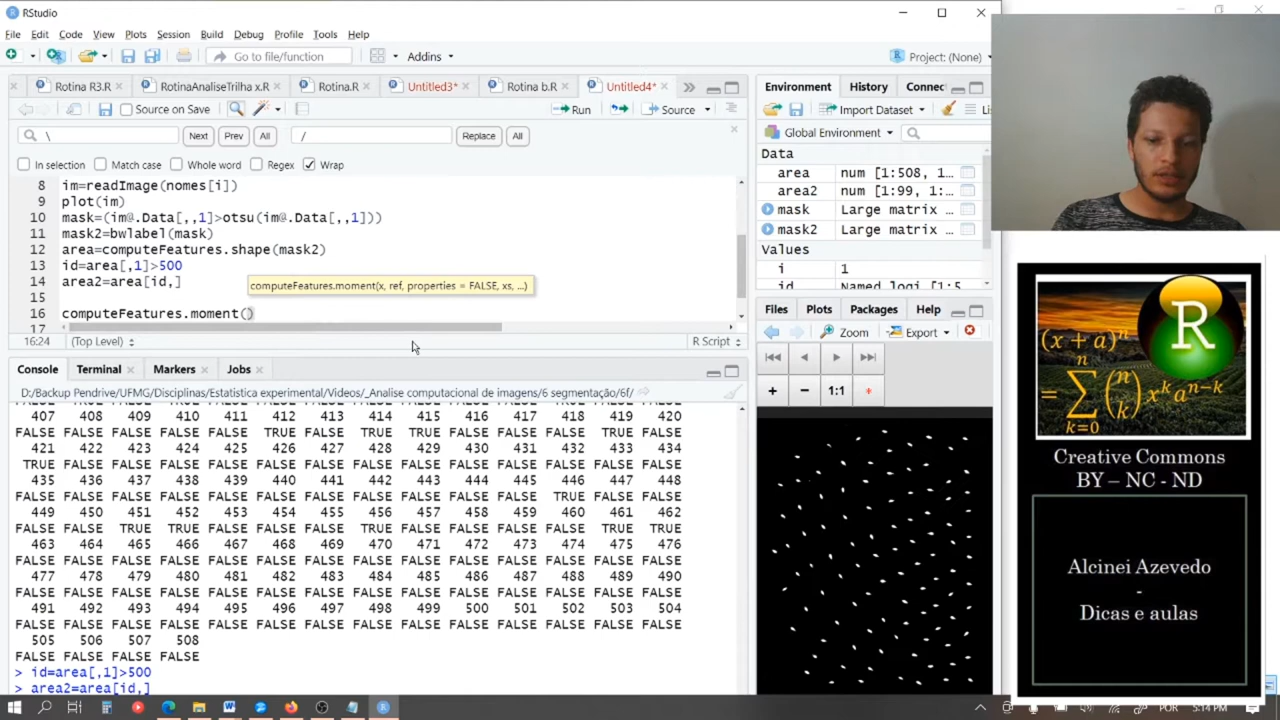 RStudio
File Edit Code View Plots Session Build Debug Profile Tools Help
Go to file/function
Addins
Project: (None)
Rotina R3.R
RotinaAnaliseTrilha x.R
Rotina.R
Untitled3*
Rotina b.R
Untitled4*
Source on Save
Run
Source
\
Next
Prev
All
/
Replace
All
In selection
Match case
Whole word
Regex
Wrap
8 im=readImage(nomes[i])
9 plot(im)
10 mask=(im@.Data[,,1]>otsu(im@.Data[,,1]))
11 mask2=bwlabel(mask)
12 area=computeFeatures.shape(mask2)
13 id=area[,1]>500
14 area2=area[id,]
computeFeatures.moment(x, ref, properties = FALSE, xs, ...)
15
16 computeFeatures.moment()
17
16:24 (Top Level) R Script
Console Terminal Markers Jobs
D:/Backup Pendrive/UFMG/Disciplinas/Estatistica experimental/Videos/_Analise computacional de imagens/6 segmentação/6f/
407 408 409 410 411 412 413 414 415 416 417 418 419 420
FALSE FALSE FALSE FALSE FALSE TRUE FALSE TRUE TRUE FALSE FALSE TRUE TRUE FALSE
421 422 423 424 425 426 427 428 429 430 431 432 433 434
TRUE FALSE FALSE FALSE FALSE FALSE FALSE FALSE FALSE FALSE FALSE FALSE FALSE FALSE
435 436 437 438 439 440 441 442 443 444 445 446 447 448
FALSE FALSE FALSE FALSE FALSE FALSE FALSE FALSE FALSE FALSE FALSE TRUE FALSE FALSE
449 450 451 452 453 454 455 456 457 458 459 460 461 462
FALSE FALSE TRUE TRUE FALSE FALSE FALSE TRUE FALSE FALSE FALSE TRUE TRUE TRUE
463 464 465 466 467 468 469 470 471 472 473 474 475 476
FALSE FALSE FALSE FALSE FALSE FALSE FALSE FALSE FALSE FALSE FALSE FALSE FALSE FALSE
477 478 479 480 481 482 483 484 485 486 487 488 489 490
FALSE FALSE FALSE FALSE FALSE FALSE FALSE FALSE FALSE FALSE FALSE FALSE FALSE FALSE
491 492 493 494 495 496 497 498 499 500 501 502 503 504
FALSE FALSE FALSE FALSE FALSE FALSE FALSE FALSE FALSE FALSE FALSE FALSE FALSE FALSE
505 506 507 508
FALSE FALSE FALSE FALSE
> id=area[,1]>500
> area2=area[id,]
Environment History Connec
Import Dataset
Global Environment
Data
area num [1:508, 1...
area2 num [1:99, 1:...
mask Large matrix ...
mask2 Large matrix ...
Values
i 1
id Named logi [1:5
Files Plots Packages Help
Zoom Export
1:1
R
(x + a)ⁿ
= ∑ₖ₌₀ⁿ (n k) xᵏaⁿ⁻ᵏ
Creative Commons
BY – NC - ND
Alcinei Azevedo
-
Dicas e aulas
POR
5:14 PM